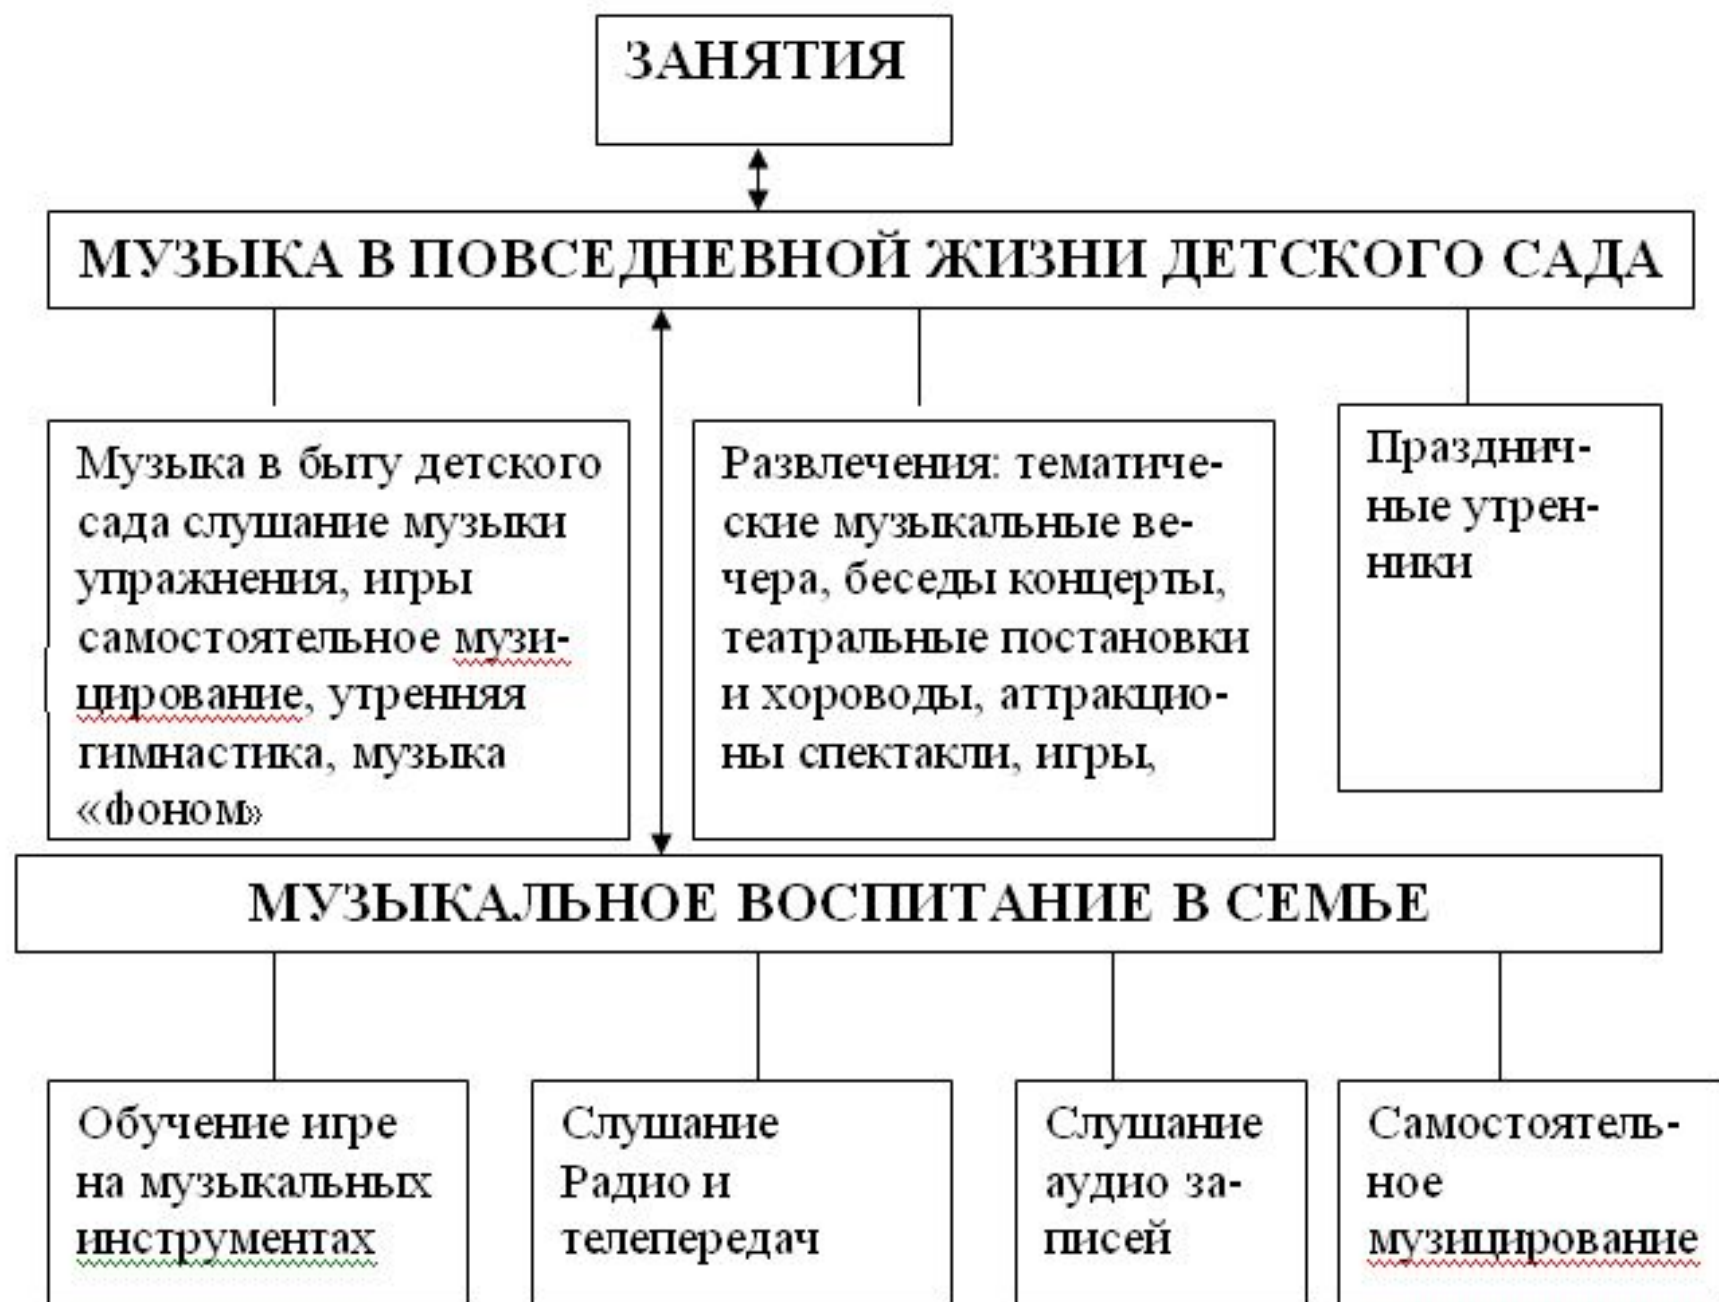 ЗАНЯТИЯ
МУЗЫКА В ПОВСЕДНЕВНОЙ ЖИЗНИ ДЕТСКОГО САДА
Музыка в быту детского
сада слушание музыки
упражнения, игры
самостоятельное музи-
цирование, утренняя
гимнастика, музыка
«фоном»
Развлечения: тематиче-
ские музыкальные ве-
чера, беседы концерты,
театральные постановки
и хороводы, аттракцио-
ны спектакли, игры,
Празднич-
ные утрен-
ники
МУЗЫКАЛЬНОЕ ВОСПИТАНИЕ В СЕМЬЕ
Обучение игре
на музыкальных
инструментах
Слушание
Радио и
телепередач
Слушание
аудио за-
писей
Самостоятель-
ное
музицирование